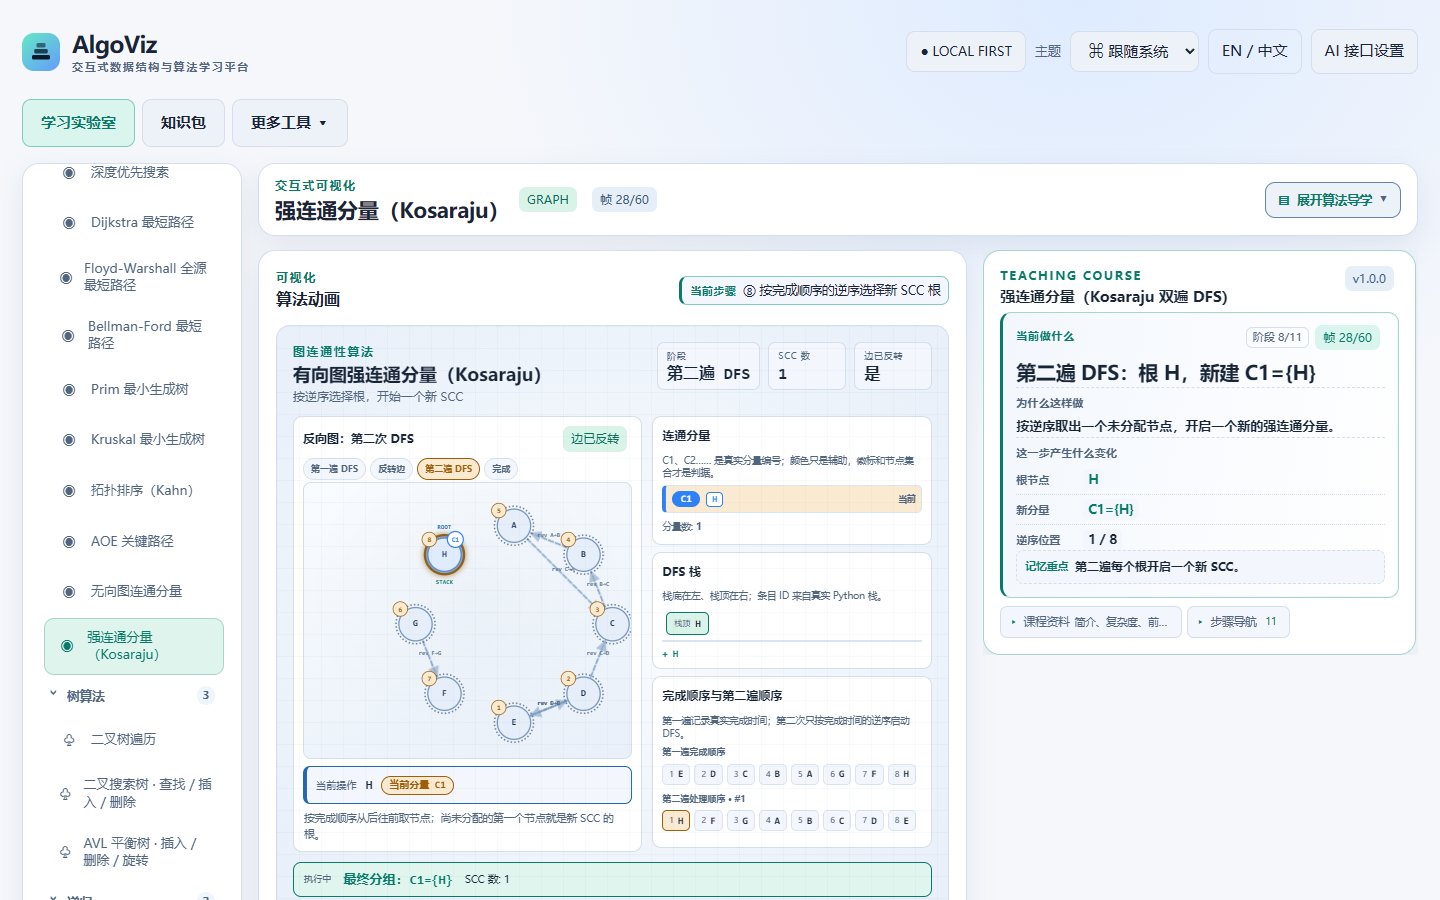 AlgoViz
交互式数据结构与算法学习平台
● LOCAL FIRST
主题
⌘ 跟随系统
EN / 中文
AI 接口设置
学习实验室
知识包
更多工具 ▾
深度优先搜索
Dijkstra 最短路径
Floyd-Warshall 全源
最短路径
Bellman-Ford 最短
路径
Prim 最小生成树
Kruskal 最小生成树
拓扑排序（Kahn）
AOE 关键路径
无向图连通分量
强连通分量
（Kosaraju）
树算法
3
二叉树遍历
二叉搜索树 · 查找 / 插
入 / 删除
AVL 平衡树 · 插入 /
删除 / 旋转
交互式可视化
强连通分量（Kosaraju）
GRAPH
帧 28/60
展开算法导学 ▾
可视化
算法动画
当前步骤 ⑧ 按完成顺序的逆序选择新 SCC 根
图连通性算法
有向图强连通分量（Kosaraju）
按逆序选择根，开始一个新 SCC
阶段
第二遍 DFS
SCC 数
1
边已反转
是
反向图：第二次 DFS
边已反转
第一遍 DFS
反转边
第二遍 DFS
完成
ROOT
8
C1
H
STACK
5
A
4
B
3
C
2
D
1
E
7
F
6
G
rev A→B
rev B→C
rev C→D
rev F→G
当前操作 H 当前分量 C1
按完成顺序从后往前取节点；尚未分配的第一个节点就是新 SCC 的
根。
连通分量
C1、C2…… 是真实分量编号；颜色只是辅助，徽标和节点集
合才是判据。
C1 H 当前
分量数: 1
DFS 栈
栈底在左、栈顶在右；条目 ID 来自真实 Python 栈。
栈顶 H
+ H
完成顺序与第二遍顺序
第一遍记录真实完成时间；第二次只按完成时间的逆序启动
DFS。
第一遍完成顺序
1 E 2 D 3 C 4 B 5 A 6 G 7 F 8 H
第二遍处理顺序 • #1
1 H 2 F 3 G 4 A 5 B 6 C 7 D 8 E
执行中 最终分组: C1={H} SCC 数: 1
TEACHING COURSE
强连通分量（Kosaraju 双遍 DFS）
v1.0.0
当前做什么
阶段 8/11
帧 28/60
第二遍 DFS：根 H，新建 C1={H}
为什么这样做
按逆序取出一个未分配节点，开启一个新的强连通分量。
这一步产生什么变化
根节点 H
新分量 C1={H}
逆序位置 1 / 8
记忆重点 第二遍每个根开启一个新 SCC。
▸ 课程资料 简介、复杂度、前...
▸ 步骤导航 11